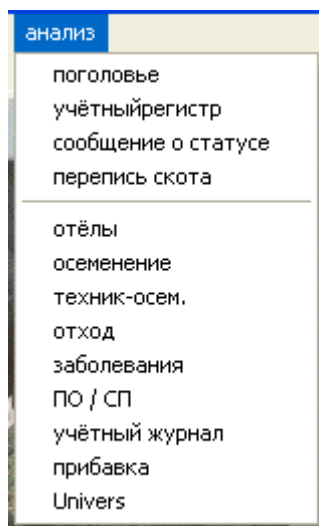 анализ
поголовье
учётныйрегистр
сообщение о статусе
перепись скота
отёлы
осеменение
техник-осем.
отход
заболевания
ПО / СП
учётный журнал
прибавка
Univers